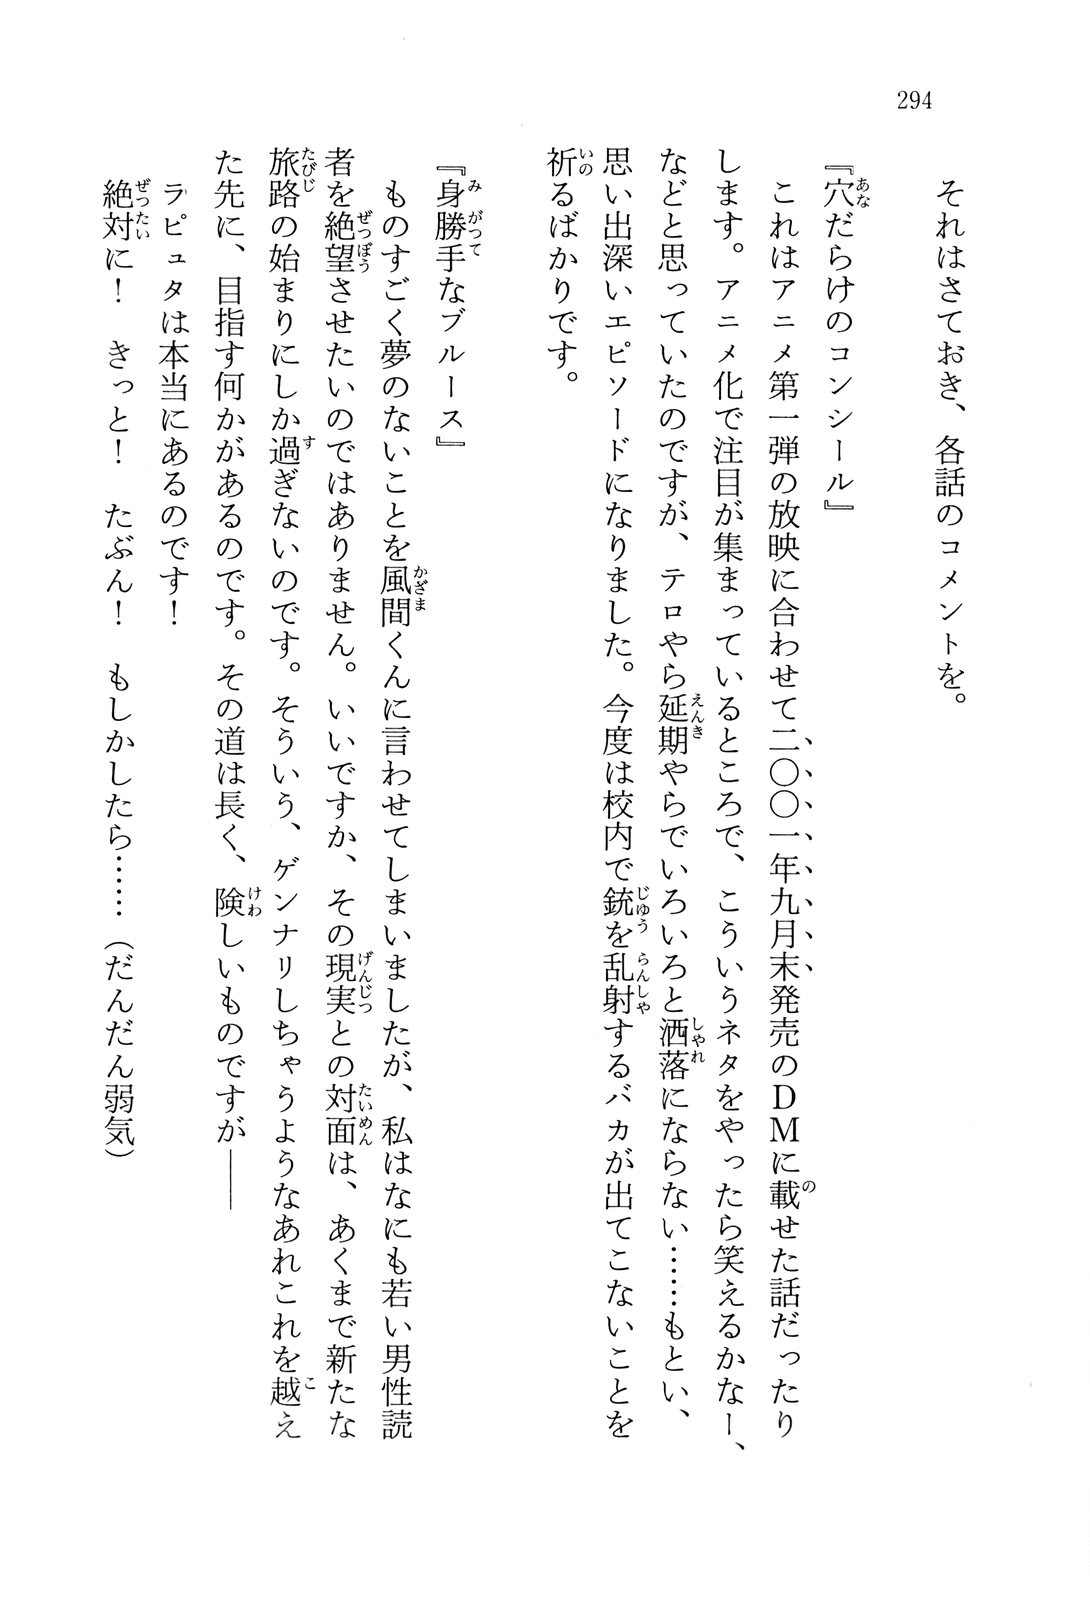 294
それはさておき、各話のコメントを。
『穴だらけのコンシール』
これはアニメ第一弾の放映に合わせて二〇〇一年九月末発売のＤＭに載せた話だったり
します。アニメ化で注目が集まっているところで、こういうネタをやったら笑えるかなー、
などと思っていたのですが、テロやら延期やらでいろいろと洒落にならない……もとい、
思い出深いエピソードになりました。今度は校内で銃を乱射するバカが出てこないことを
祈るばかりです。
『身勝手なブルース』
ものすごく夢のないことを風間くんに言わせてしまいましたが、私はなにも若い男性読
者を絶望させたいのではありません。いいですか、その現実との対面は、あくまで新たな
旅路の始まりにしか過ぎないのです。そういう、ゲンナリしちゃうようなあれこれを越え
た先に、目指す何かがあるのです。その道は長く、険しいものですが――
ラピュタは本当にあるのです！
絶対に！　きっと！　たぶん！　もしかしたら……（だんだん弱気）